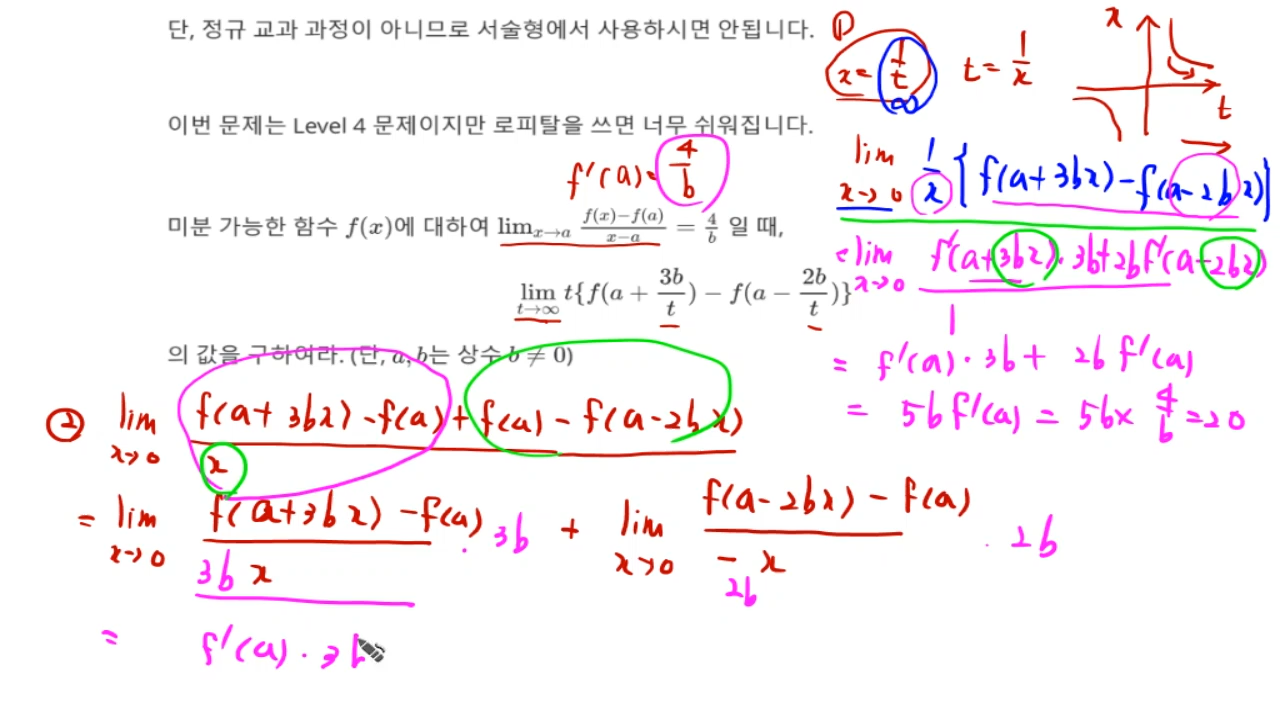 단, 정규 교과 과정이 아니므로 서술형에서 사용하시면 안됩니다.
이번 문제는 Level 4 문제이지만 로피탈을 쓰면 너무 쉬워집니다.
f'(a) = 4/b
미분 가능한 함수 f(x)에 대하여 lim_{x→a} (f(x)−f(a))/(x−a) = 4/b 일 때,
lim_{t→∞} t{f(a + 3b/t) − f(a − 2b/t)}
의 값을 구하여라. (단, a, b는 상수 b ≠ 0)
① x = 1/t t = 1/x
∞
x
t
lim_{x→0} 1/x {f(a+3bx) − f(a−2bx)}
= lim_{x→0} (f'(a+3bx)·3b + 2bf'(a−2bx))/1
= f'(a)·3b + 2b f'(a)
= 5b f'(a) = 5b × 4/b = 20
② lim_{x→0} (f(a+3bx) − f(a) + f(a) − f(a−2bx))/x
= lim_{x→0} (f(a+3bx) − f(a))/(3bx) · 3b + lim_{x→0} (f(a−2bx) − f(a))/(−2bx) · 2b
= f'(a) · 3b